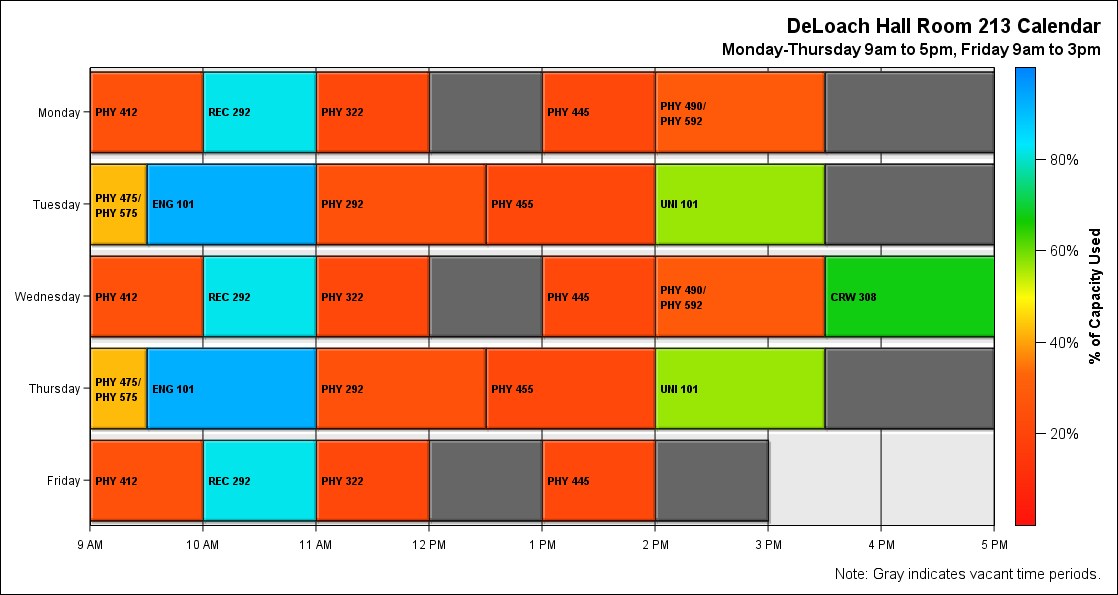 DeLoach Hall Room 213 Calendar
Monday-Thursday 9am to 5pm, Friday 9am to 3pm
Monday
PHY 412
REC 292
PHY 322
PHY 445
PHY 490/
PHY 592
Tuesday
PHY 475/
PHY 575
ENG 101
PHY 292
PHY 455
UNI 101
Wednesday
PHY 412
REC 292
PHY 322
PHY 445
PHY 490/
PHY 592
CRW 308
Thursday
PHY 475/
PHY 575
ENG 101
PHY 292
PHY 455
UNI 101
Friday
PHY 412
REC 292
PHY 322
PHY 445
9 AM
10 AM
11 AM
12 PM
1 PM
2 PM
3 PM
4 PM
5 PM
80%
60%
40%
20%
% of Capacity Used
Note: Gray indicates vacant time periods.